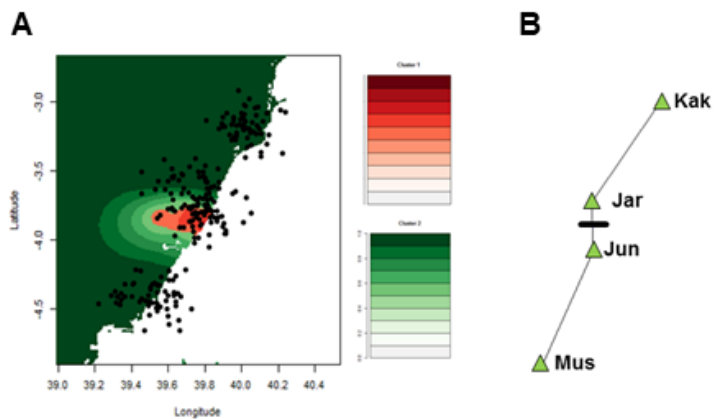 A
B
Cluster 1
Kak
-3.0
-3.5
Latitude
Jar
-4.0
Cluster 2
Jun
-4.5
Mus
39.0 39.2 39.4 39.6 39.8 40.0 40.2 40.4
Longitude